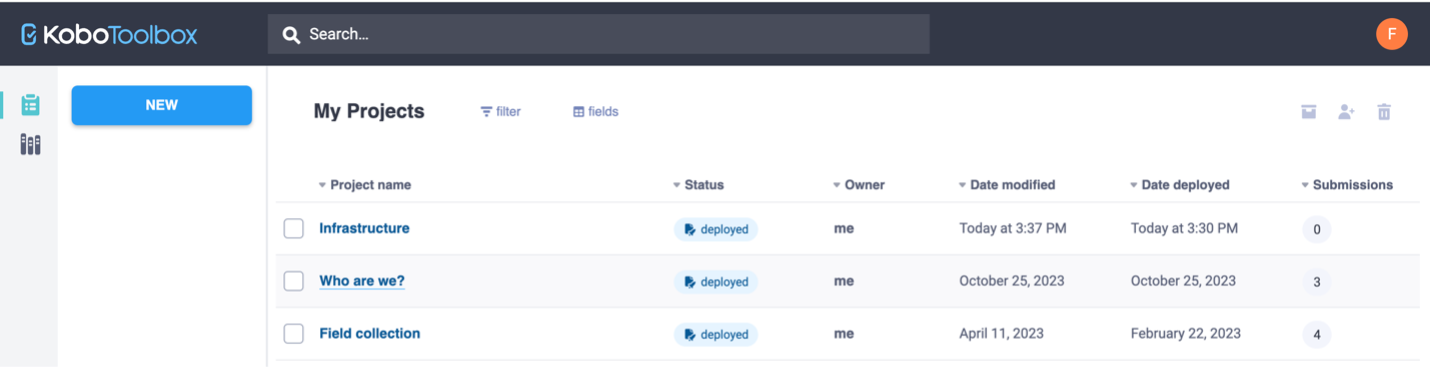 KoboToolbox
Search...
F
NEW
My Projects filter fields
Project name Status Owner Date modified Date deployed Submissions
Infrastructure deployed me Today at 3:37 PM Today at 3:30 PM 0
Who are we? deployed me October 25, 2023 October 25, 2023 3
Field collection deployed me April 11, 2023 February 22, 2023 4